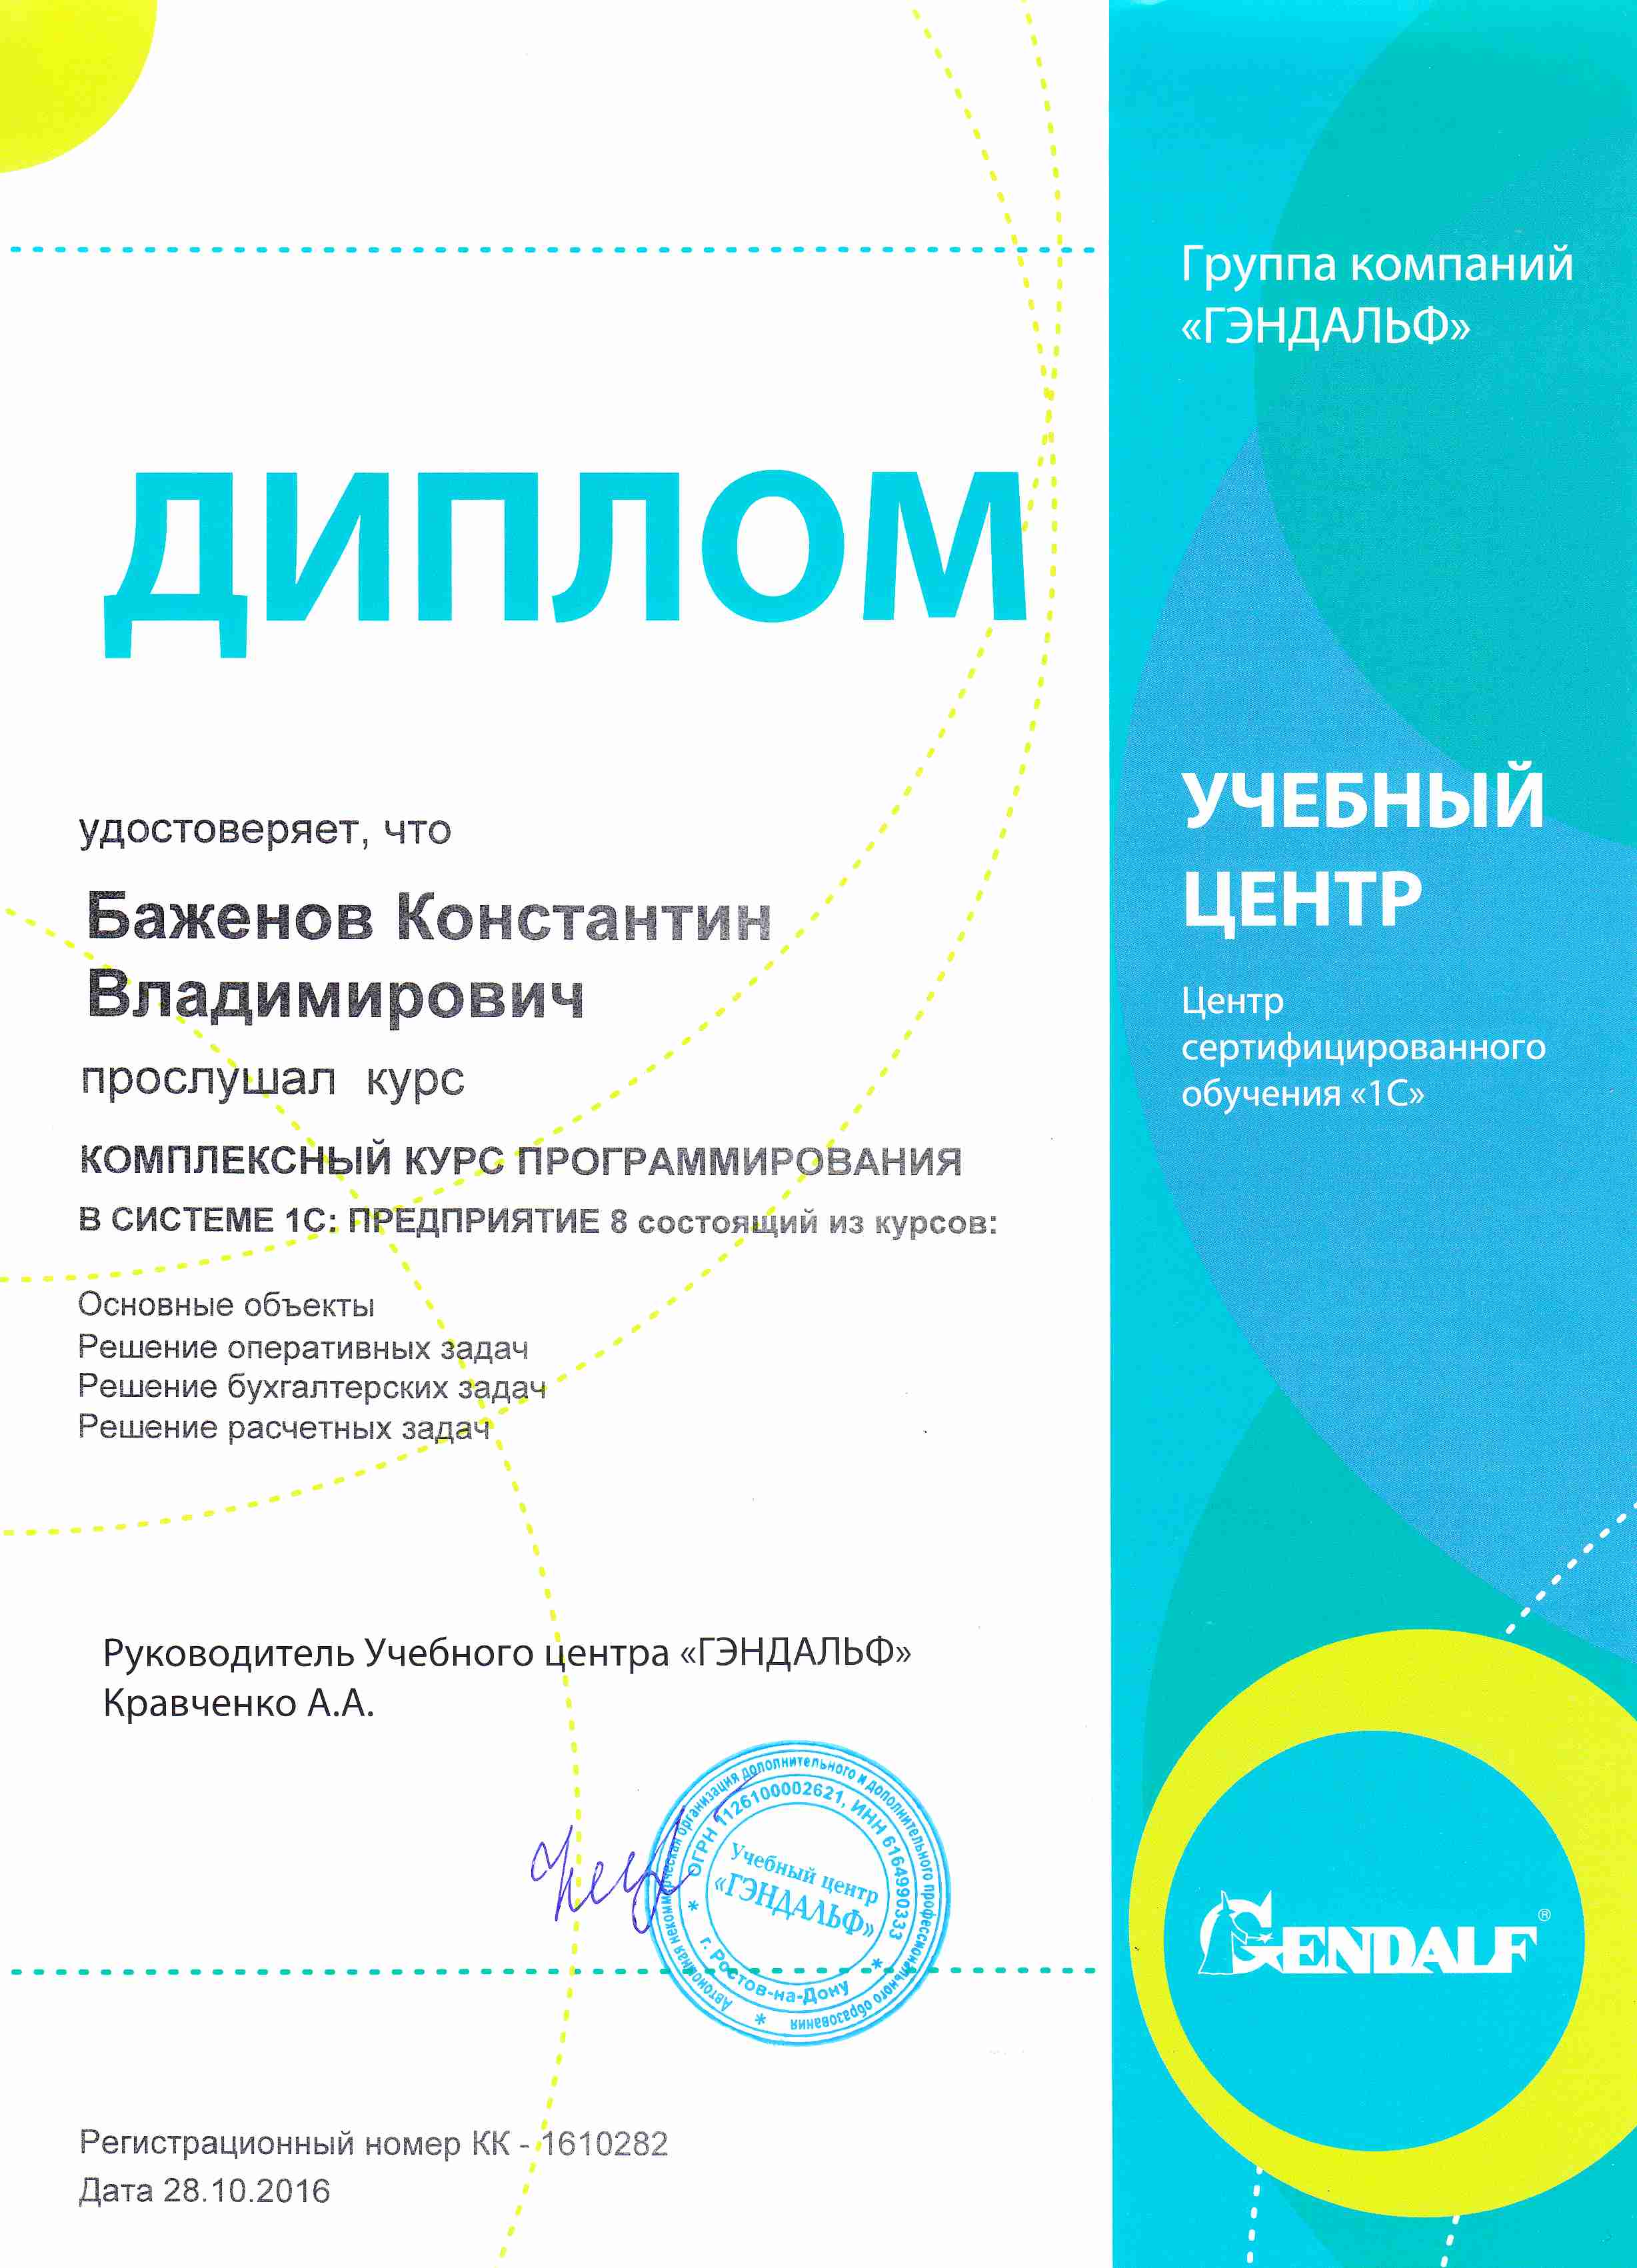 Группа компаний
«ГЭНДАЛЬФ»
ДИПЛОМ
УЧЕБНЫЙ
ЦЕНТР
Центр
сертифицированного
обучения «1С»
удостоверяет, что
Баженов Константин
Владимирович
прослушал курс
КОМПЛЕКСНЫЙ КУРС ПРОГРАММИРОВАНИЯ
В СИСТЕМЕ 1С: ПРЕДПРИЯТИЕ 8 состоящий из курсов:
Основные объекты
Решение оперативных задач
Решение бухгалтерских задач
Решение расчетных задач
Руководитель Учебного центра «ГЭНДАЛЬФ»
Кравченко А.А.
Автономная некоммерческая организация дополнительного и дополнительного профессионального образования
* ОГРН 1126100002621, ИНН 6164990333 *
г. Ростов-на-Дону
Учебный центр
«ГЭНДАЛЬФ»
GENDALF®
Регистрационный номер КК - 1610282
Дата 28.10.2016